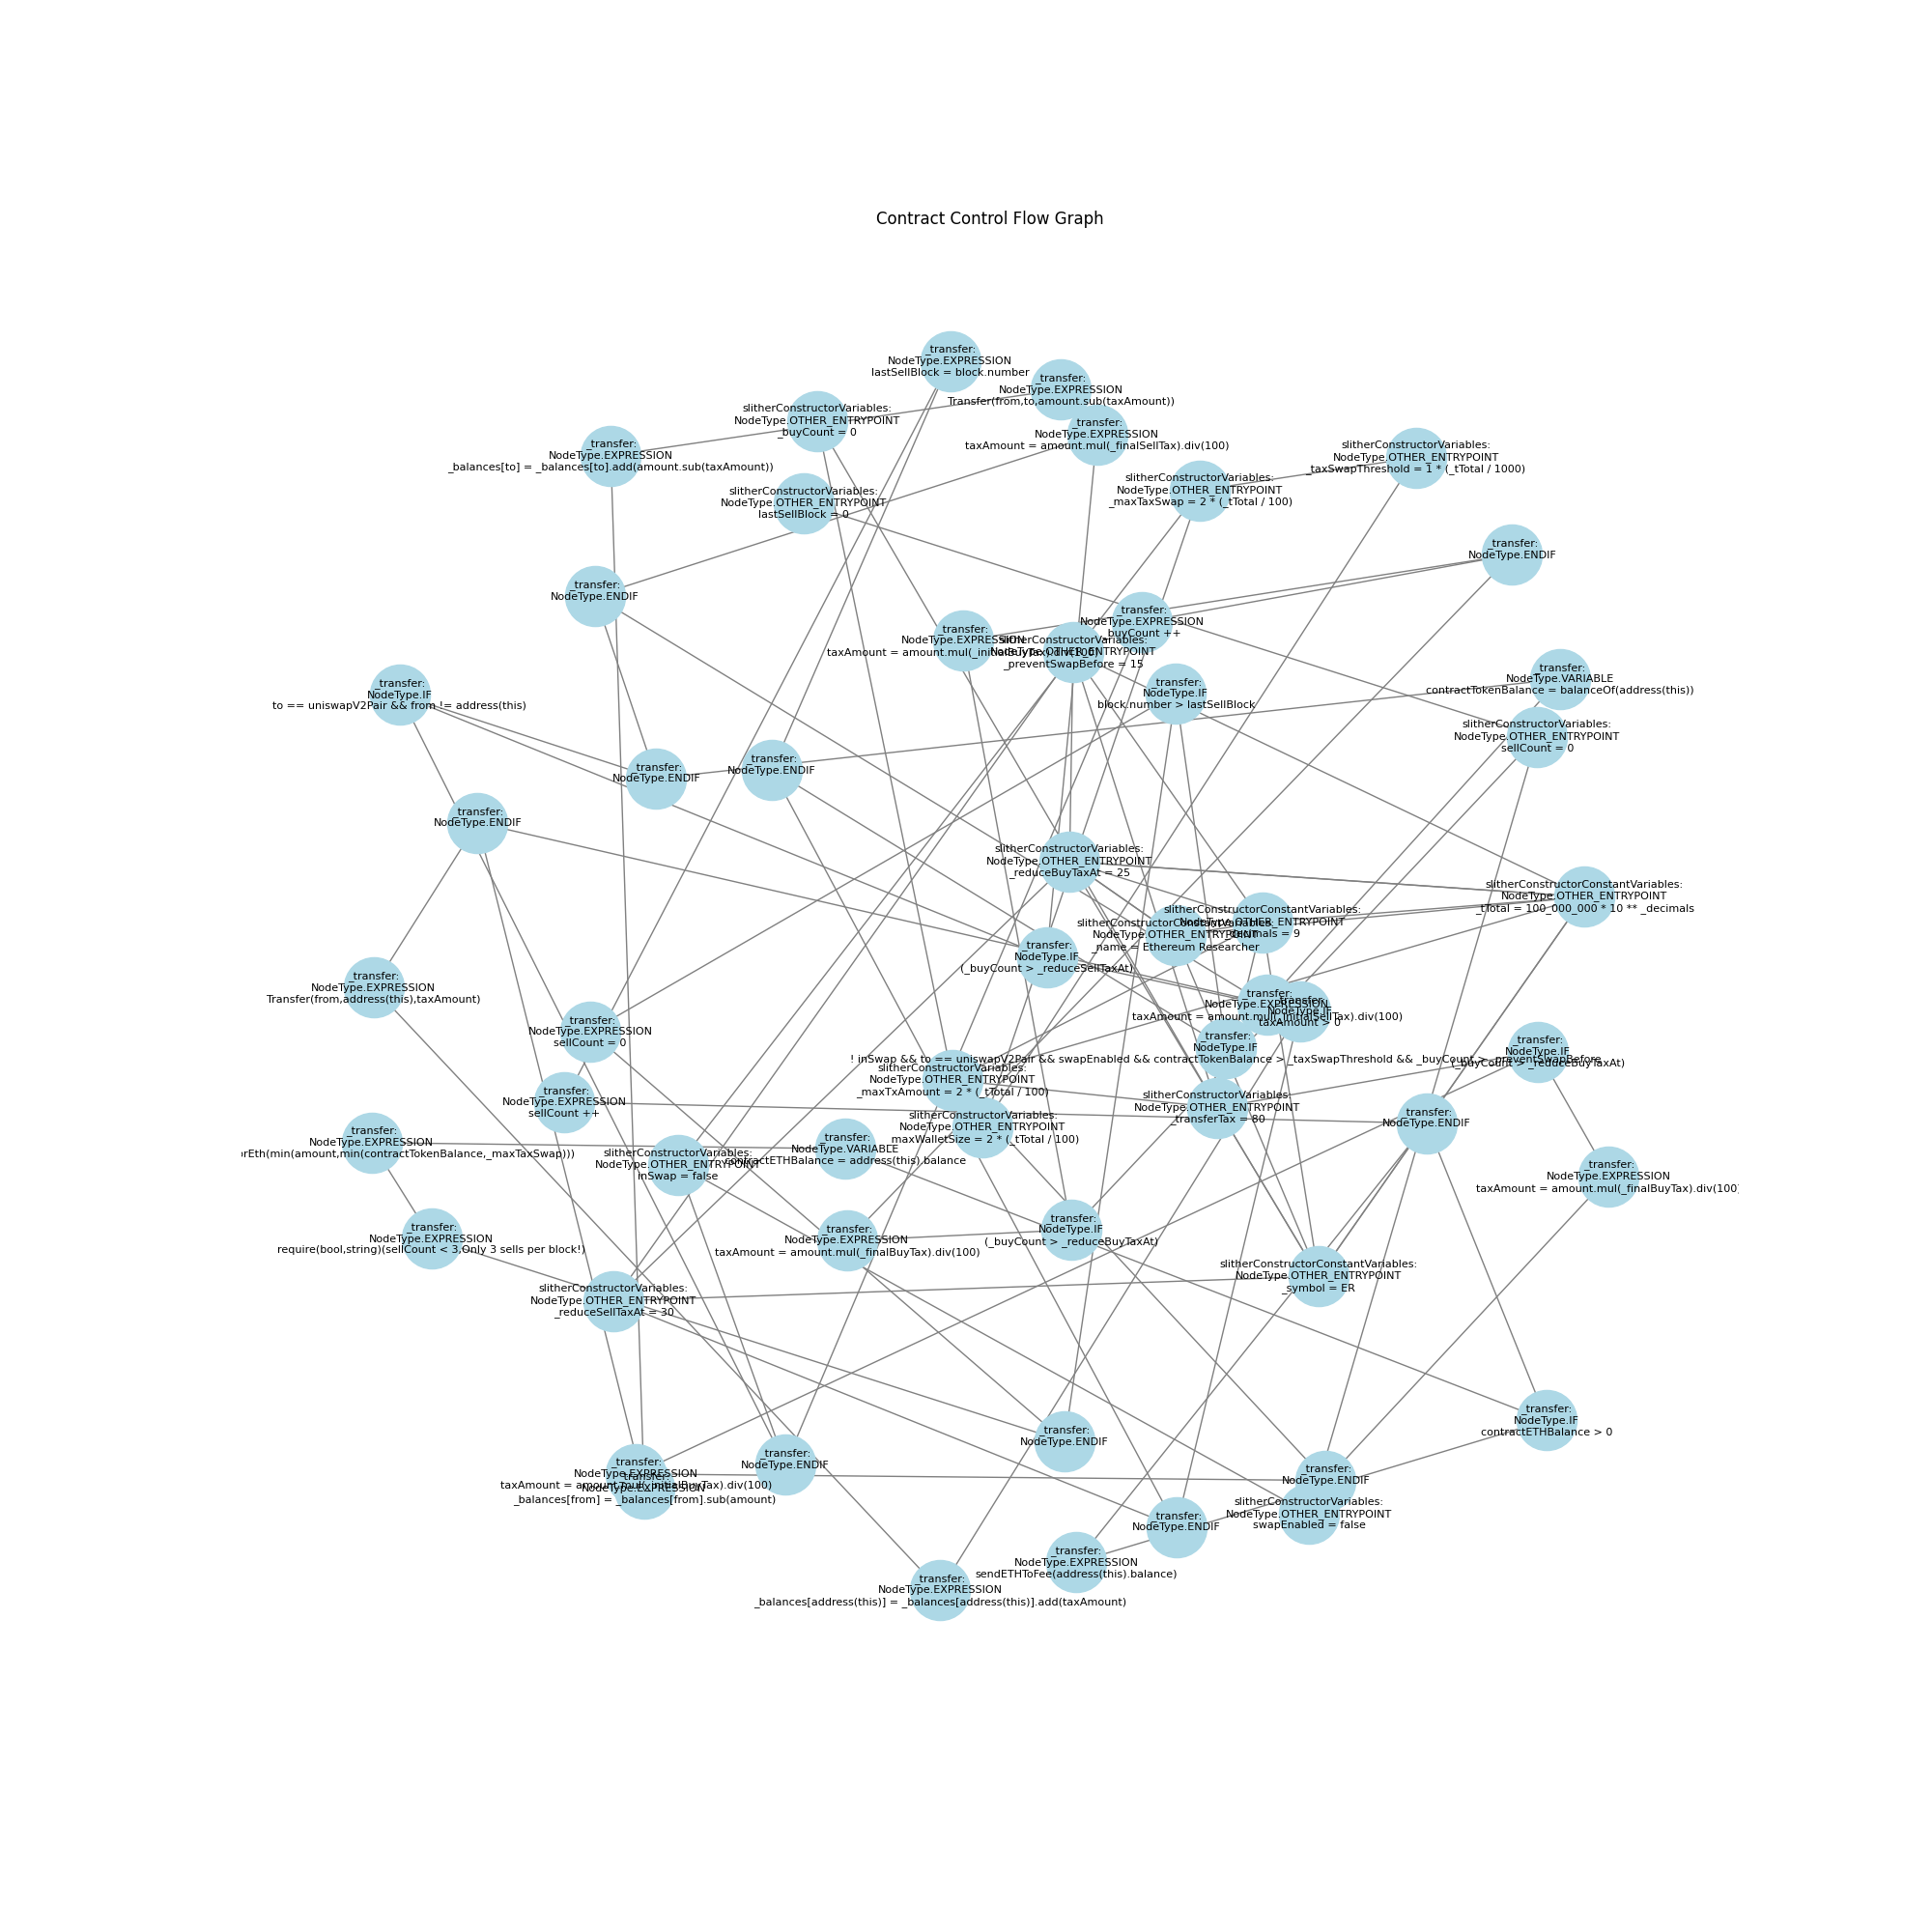 Contract Control Flow Graph
_transfer:
NodeType.EXPRESSION
lastSellBlock = block.number
_transfer:
NodeType.EXPRESSION
Transfer(from,to,amount.sub(taxAmount))
slitherConstructorVariables:
NodeType.OTHER_ENTRYPOINT
_buyCount = 0
_transfer:
NodeType.EXPRESSION
taxAmount = amount.mul(_finalSellTax).div(100)
_transfer:
NodeType.EXPRESSION
_balances[to] = _balances[to].add(amount.sub(taxAmount))
slitherConstructorVariables:
NodeType.OTHER_ENTRYPOINT
_taxSwapThreshold = 1 * (_tTotal / 1000)
slitherConstructorVariables:
NodeType.OTHER_ENTRYPOINT
_maxTaxSwap = 2 * (_tTotal / 100)
slitherConstructorVariables:
NodeType.OTHER_ENTRYPOINT
lastSellBlock = 0
_transfer:
NodeType.ENDIF
_transfer:
NodeType.ENDIF
_transfer:
NodeType.EXPRESSION
_buyCount ++
_transfer:
NodeType.EXPRESSION
taxAmount = amount.mul(_initialBuyTax).div(100)
slitherConstructorVariables:
NodeType.OTHER_ENTRYPOINT
_preventSwapBefore = 15
_transfer:
NodeType.IF
block.number > lastSellBlock
_transfer:
NodeType.VARIABLE
contractTokenBalance = balanceOf(address(this))
_transfer:
NodeType.IF
to == uniswapV2Pair && from != address(this)
slitherConstructorVariables:
NodeType.OTHER_ENTRYPOINT
sellCount = 0
_transfer:
NodeType.ENDIF
_transfer:
NodeType.ENDIF
_transfer:
NodeType.ENDIF
slitherConstructorVariables:
NodeType.OTHER_ENTRYPOINT
_reduceBuyTaxAt = 25
slitherConstructorConstantVariables:
NodeType.OTHER_ENTRYPOINT
_tTotal = 100_000_000 * 10 ** _decimals
slitherConstructorConstantVariables:
NodeType.OTHER_ENTRYPOINT
_decimals = 9
slitherConstructorConstantVariables:
NodeType.OTHER_ENTRYPOINT
_name = Ethereum Researcher
_transfer:
NodeType.IF
(_buyCount > _reduceSellTaxAt)
_transfer:
NodeType.EXPRESSION
Transfer(from,address(this),taxAmount)
_transfer:
NodeType.EXPRESSION
taxAmount = amount.mul(_initialSellTax).div(100)
_transfer:
NodeType.IF
taxAmount > 0
_transfer:
NodeType.EXPRESSION
sellCount = 0
_transfer:
NodeType.IF
! inSwap && to == uniswapV2Pair && swapEnabled && contractTokenBalance > _taxSwapThreshold && _buyCount > _preventSwapBefore
_transfer:
NodeType.IF
(_buyCount > _reduceBuyTaxAt)
slitherConstructorVariables:
NodeType.OTHER_ENTRYPOINT
_maxTxAmount = 2 * (_tTotal / 100)
_transfer:
NodeType.EXPRESSION
sellCount ++
slitherConstructorVariables:
NodeType.OTHER_ENTRYPOINT
_transferTax = 80
_transfer:
NodeType.ENDIF
slitherConstructorVariables:
NodeType.OTHER_ENTRYPOINT
_maxWalletSize = 2 * (_tTotal / 100)
_transfer:
NodeType.EXPRESSION
orEth(min(amount,min(contractTokenBalance,_maxTaxSwap)))
_transfer:
NodeType.VARIABLE
contractETHBalance = address(this).balance
slitherConstructorVariables:
NodeType.OTHER_ENTRYPOINT
inSwap = false
_transfer:
NodeType.EXPRESSION
taxAmount = amount.mul(_finalBuyTax).div(100)
_transfer:
NodeType.EXPRESSION
require(bool,string)(sellCount < 3,Only 3 sells per block!)
_transfer:
NodeType.EXPRESSION
taxAmount = amount.mul(_finalBuyTax).div(100)
_transfer:
NodeType.IF
(_buyCount > _reduceBuyTaxAt)
slitherConstructorConstantVariables:
NodeType.OTHER_ENTRYPOINT
_symbol = ER
slitherConstructorVariables:
NodeType.OTHER_ENTRYPOINT
_reduceSellTaxAt = 30
_transfer:
NodeType.IF
contractETHBalance > 0
_transfer:
NodeType.ENDIF
_transfer:
NodeType.ENDIF
_transfer:
NodeType.EXPRESSION
taxAmount = amount.mul(_initialBuyTax).div(100)
_transfer:
NodeType.EXPRESSION
_balances[from] = _balances[from].sub(amount)
_transfer:
NodeType.ENDIF
slitherConstructorVariables:
NodeType.OTHER_ENTRYPOINT
swapEnabled = false
_transfer:
NodeType.ENDIF
_transfer:
NodeType.EXPRESSION
sendETHToFee(address(this).balance)
_transfer:
NodeType.EXPRESSION
_balances[address(this)] = _balances[address(this)].add(taxAmount)